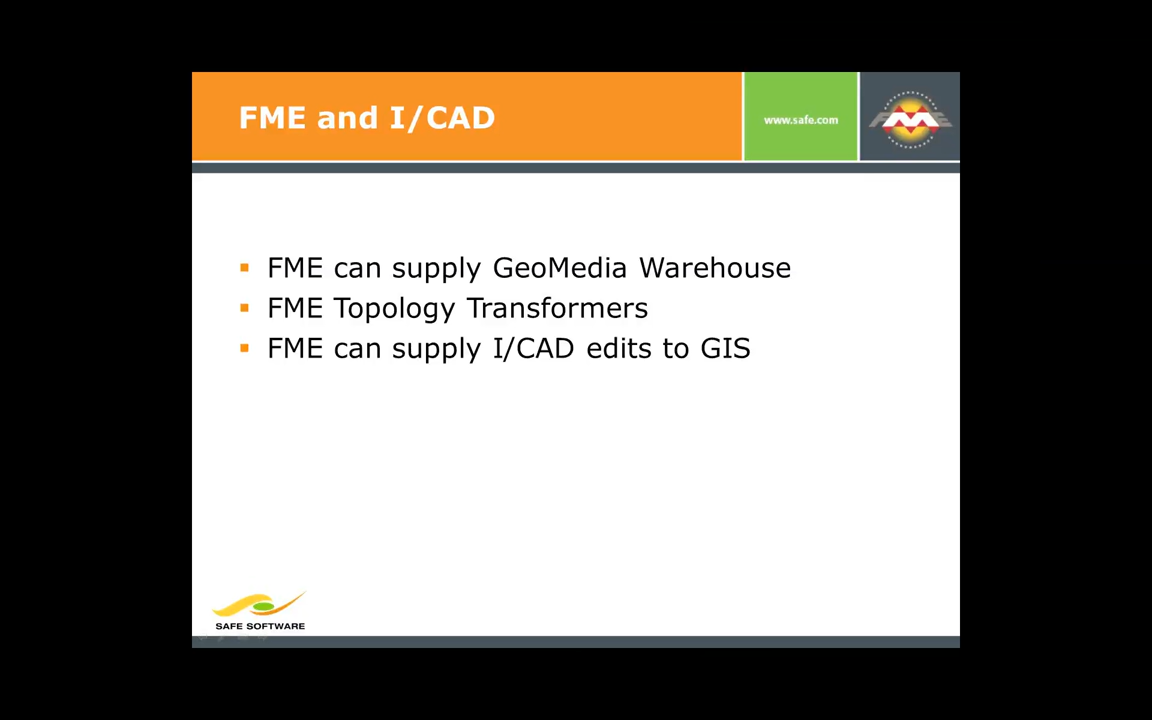 FME and I/CAD
www.safe.com
FME
FME can supply GeoMedia Warehouse
FME Topology Transformers
FME can supply I/CAD edits to GIS
SAFE SOFTWARE